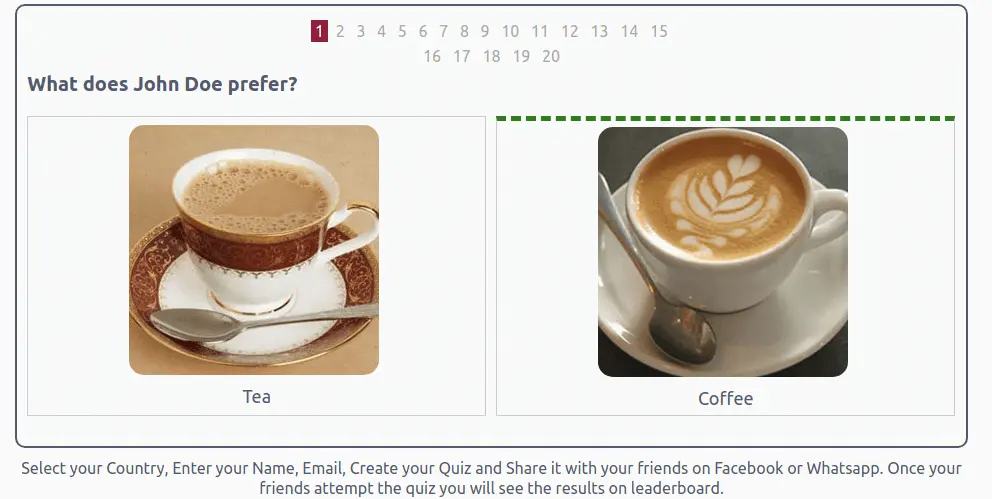 1 2 3 4 5 6 7 8 9 10 11 12 13 14 15
16 17 18 19 20
What does John Doe prefer?
Tea
Coffee
Select your Country, Enter your Name, Email, Create your Quiz and Share it with your friends on Facebook or Whatsapp. Once your
friends attempt the quiz you will see the results on leaderboard.